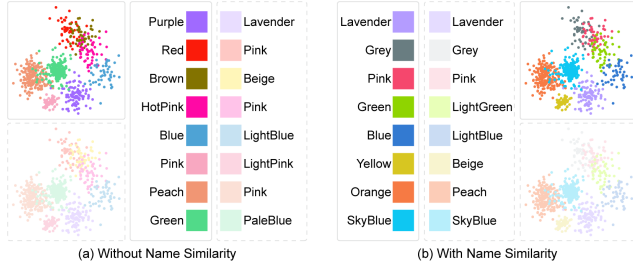 Purple Lavender Lavender Lavender
Red Pink Grey Grey
Brown Beige Pink Pink
HotPink Pink Green LightGreen
Blue LightBlue Blue LightBlue
Pink LightPink Yellow Beige
Peach Pink Orange Peach
Green PaleBlue SkyBlue SkyBlue
(a) Without Name Similarity (b) With Name Similarity